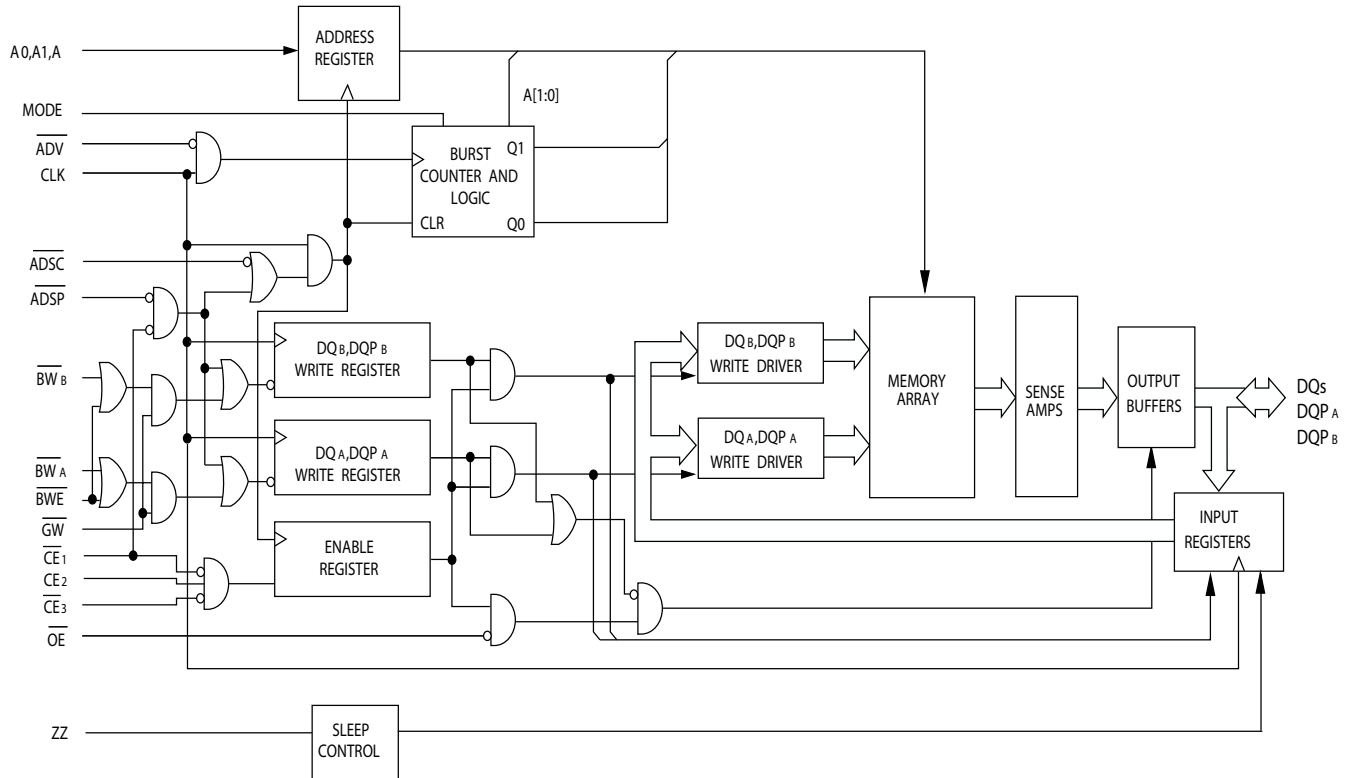 A0,A1,A
ADDRESS
REGISTER
MODE
A[1:0]
ADV
CLK
BURST
COUNTER AND
LOGIC
Q1
CLR
Q0
ADSC
ADSP
DQB,DQPB
WRITE REGISTER
DQB,DQPB
WRITE DRIVER
MEMORY
ARRAY
SENSE
AMPS
OUTPUT
BUFFERS
DQs
DQPA
DQPB
BWB
BWA
BWE
DQA,DQPA
WRITE REGISTER
DQA,DQPA
WRITE DRIVER
GW
CE1
CE2
CE3
ENABLE
REGISTER
INPUT
REGISTERS
OE
ZZ
SLEEP
CONTROL